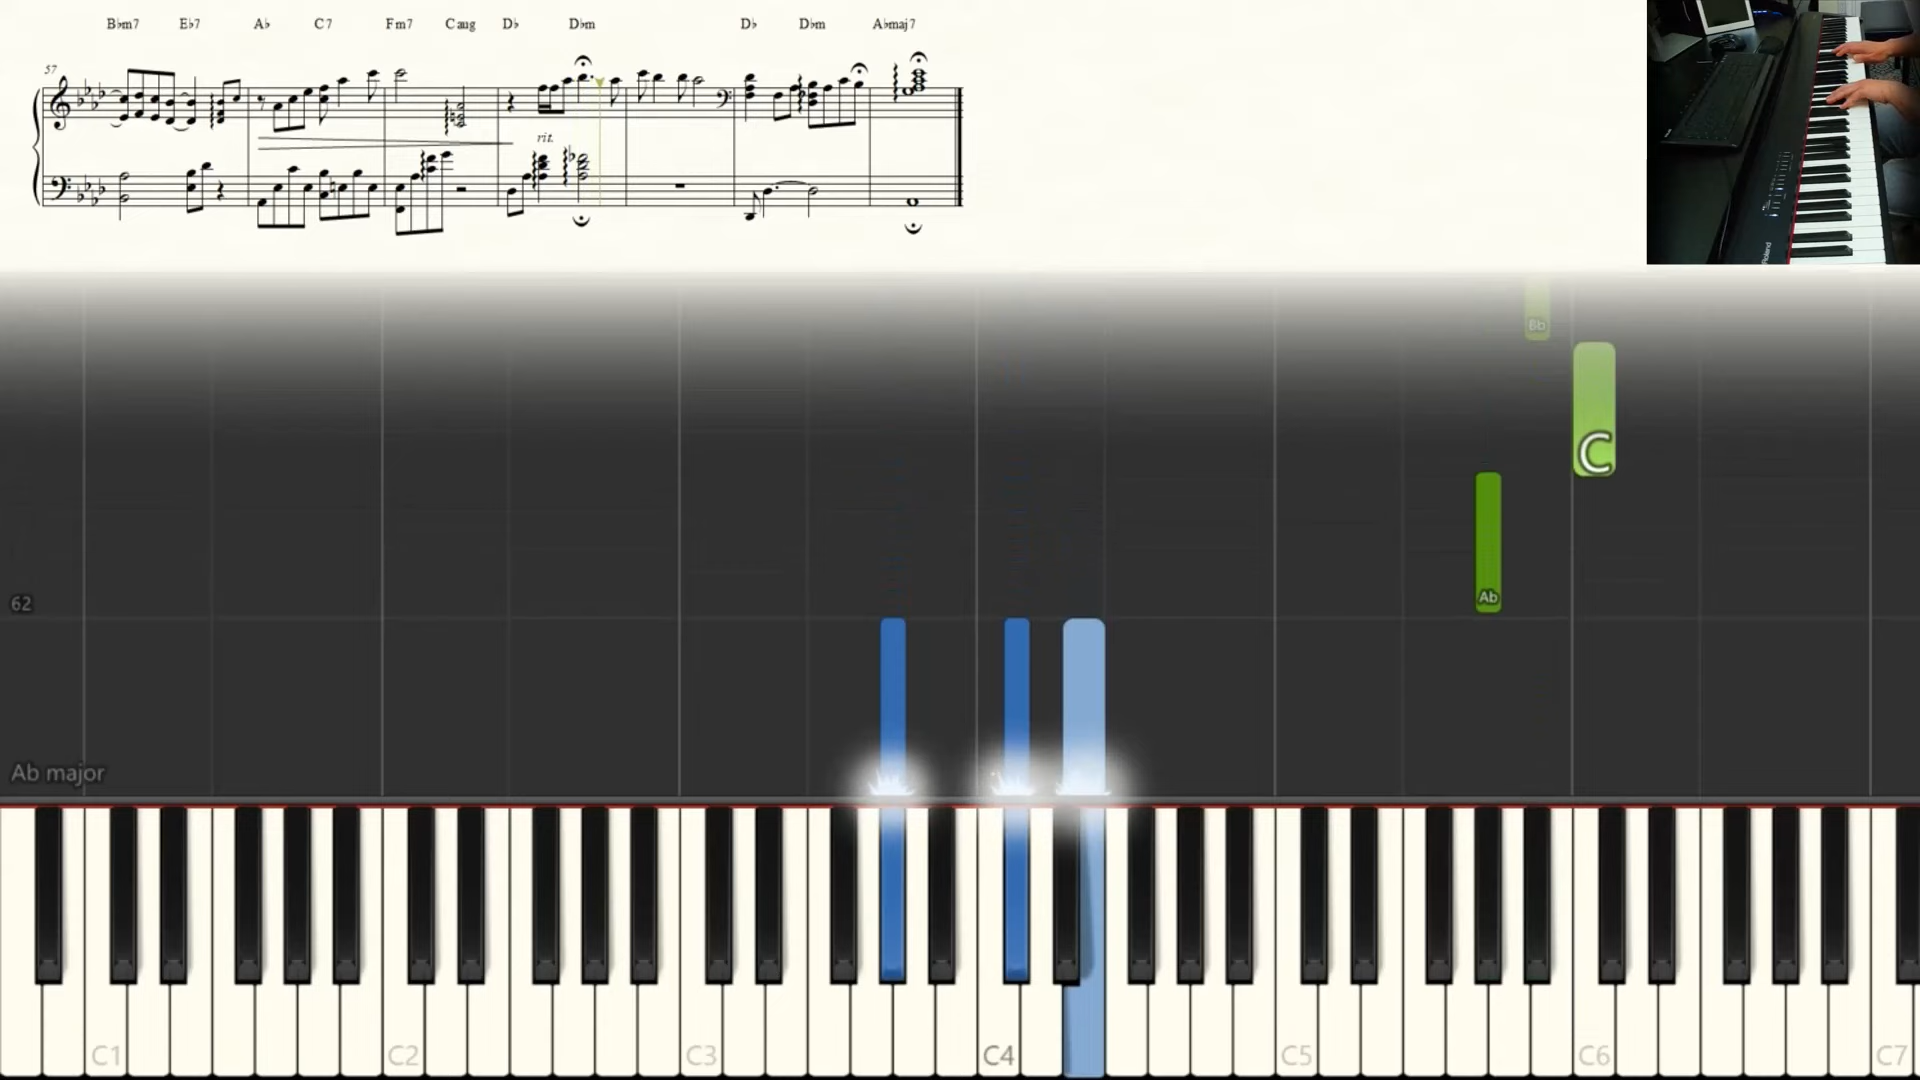 B♭m7 E♭7 A♭ C7 Fm7 Caug D♭ D♭m D♭ D♭m A♭maj7
57
rit.
Roland
Bb
C
Ab
62
Ab major
C1 C2 C3 C4 C5 C6 C7